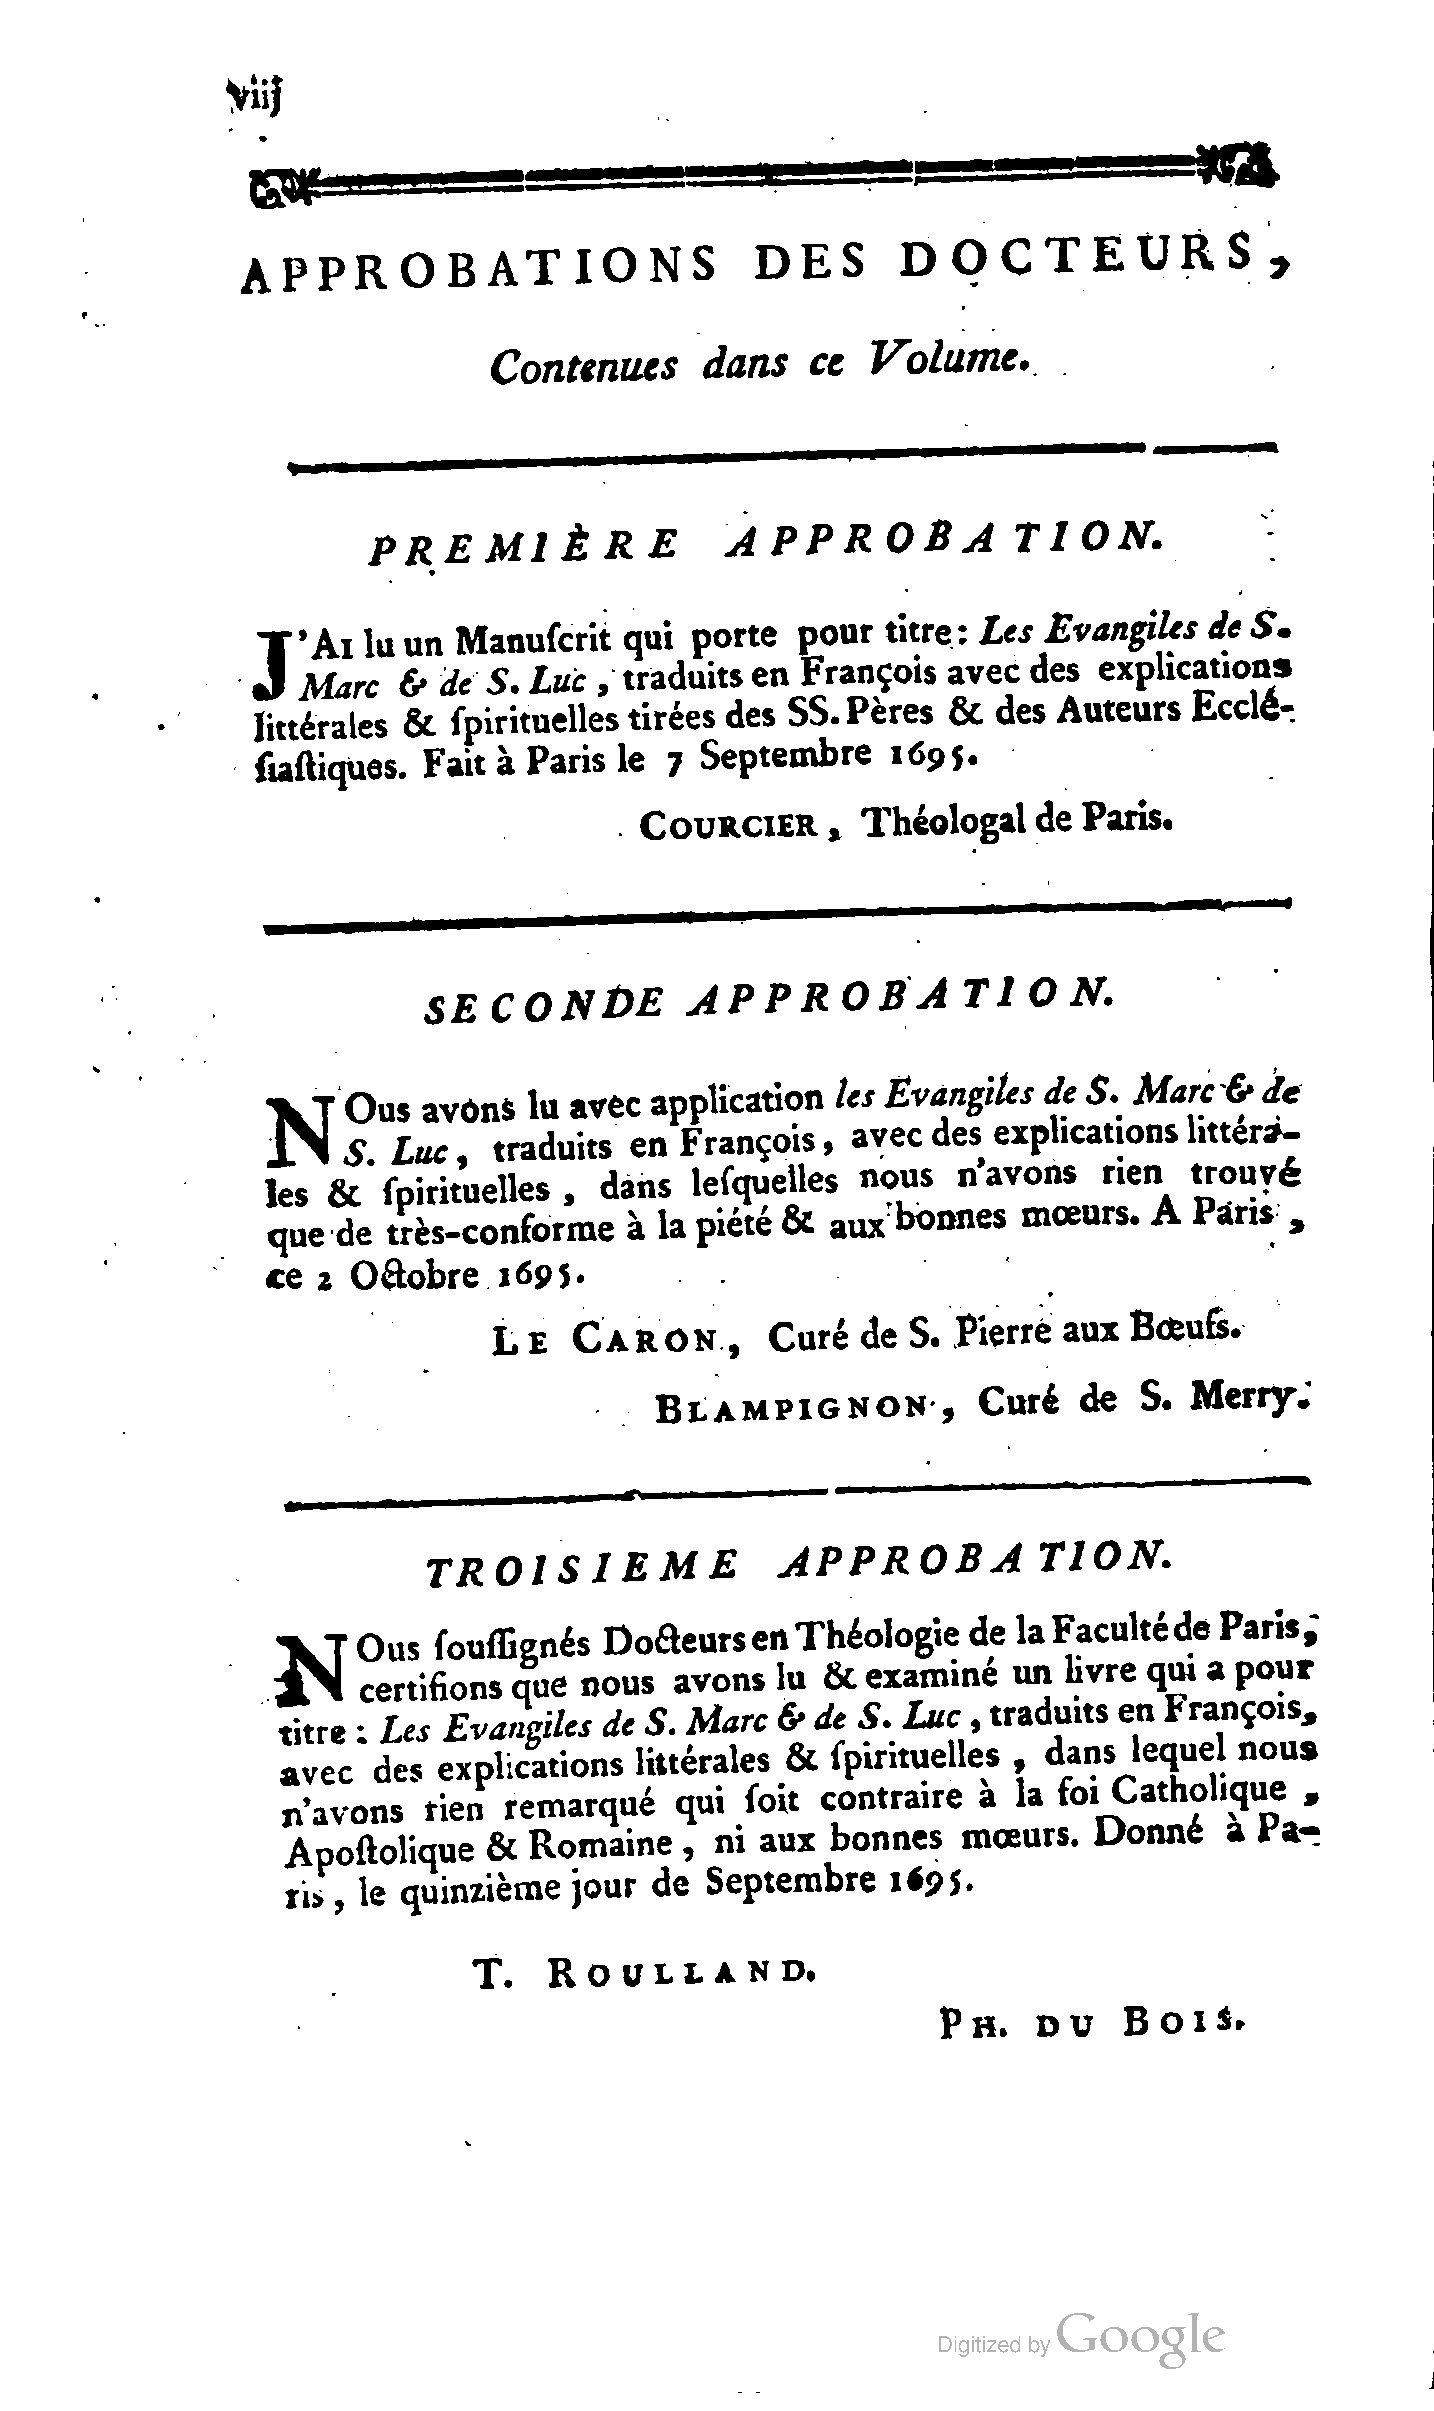 viij
APPROBATIONS DES DOCTEURS,
Contenues dans ce Volume.
PREMIÈRE APPROBATION.
J'AI lu un Manuſcrit qui porte pour titre: Les Evangiles de S.
Marc & de S. Luc, traduits en François avec des explications
littérales & ſpirituelles tirées des SS. Pères & des Auteurs Ecclé-
ſiaſtiques. Fait à Paris le 7 Septembre 1695.
COURCIER, Théologal de Paris.
SECONDE APPROBATION.
NOus avons lu avec application les Evangiles de S. Marc & de
S. Luc, traduits en François, avec des explications littéra-
les & ſpirituelles, dans leſquelles nous n'avons rien trouvé
que de très-conforme à la piété & aux bonnes mœurs. A Paris,
ce 2 Octobre 1695.
LE CARON, Curé de S. Pierre aux Bœufs.
BLAMPIGNON, Curé de S. Merry.
TROISIEME APPROBATION.
NOus ſouſſignés Docteurs en Théologie de la Faculté de Paris,
certifions que nous avons lu & examiné un livre qui a pour
titre : Les Evangiles de S. Marc & de S. Luc, traduits en François,
avec des explications littérales & ſpirituelles, dans lequel nous
n'avons rien remarqué qui ſoit contraire à la foi Catholique,
Apoſtolique & Romaine, ni aux bonnes mœurs. Donné à Pa-
ris, le quinzième jour de Septembre 1695.
T. ROULLAND.
PH. DU BOIS.
Digitized by Google